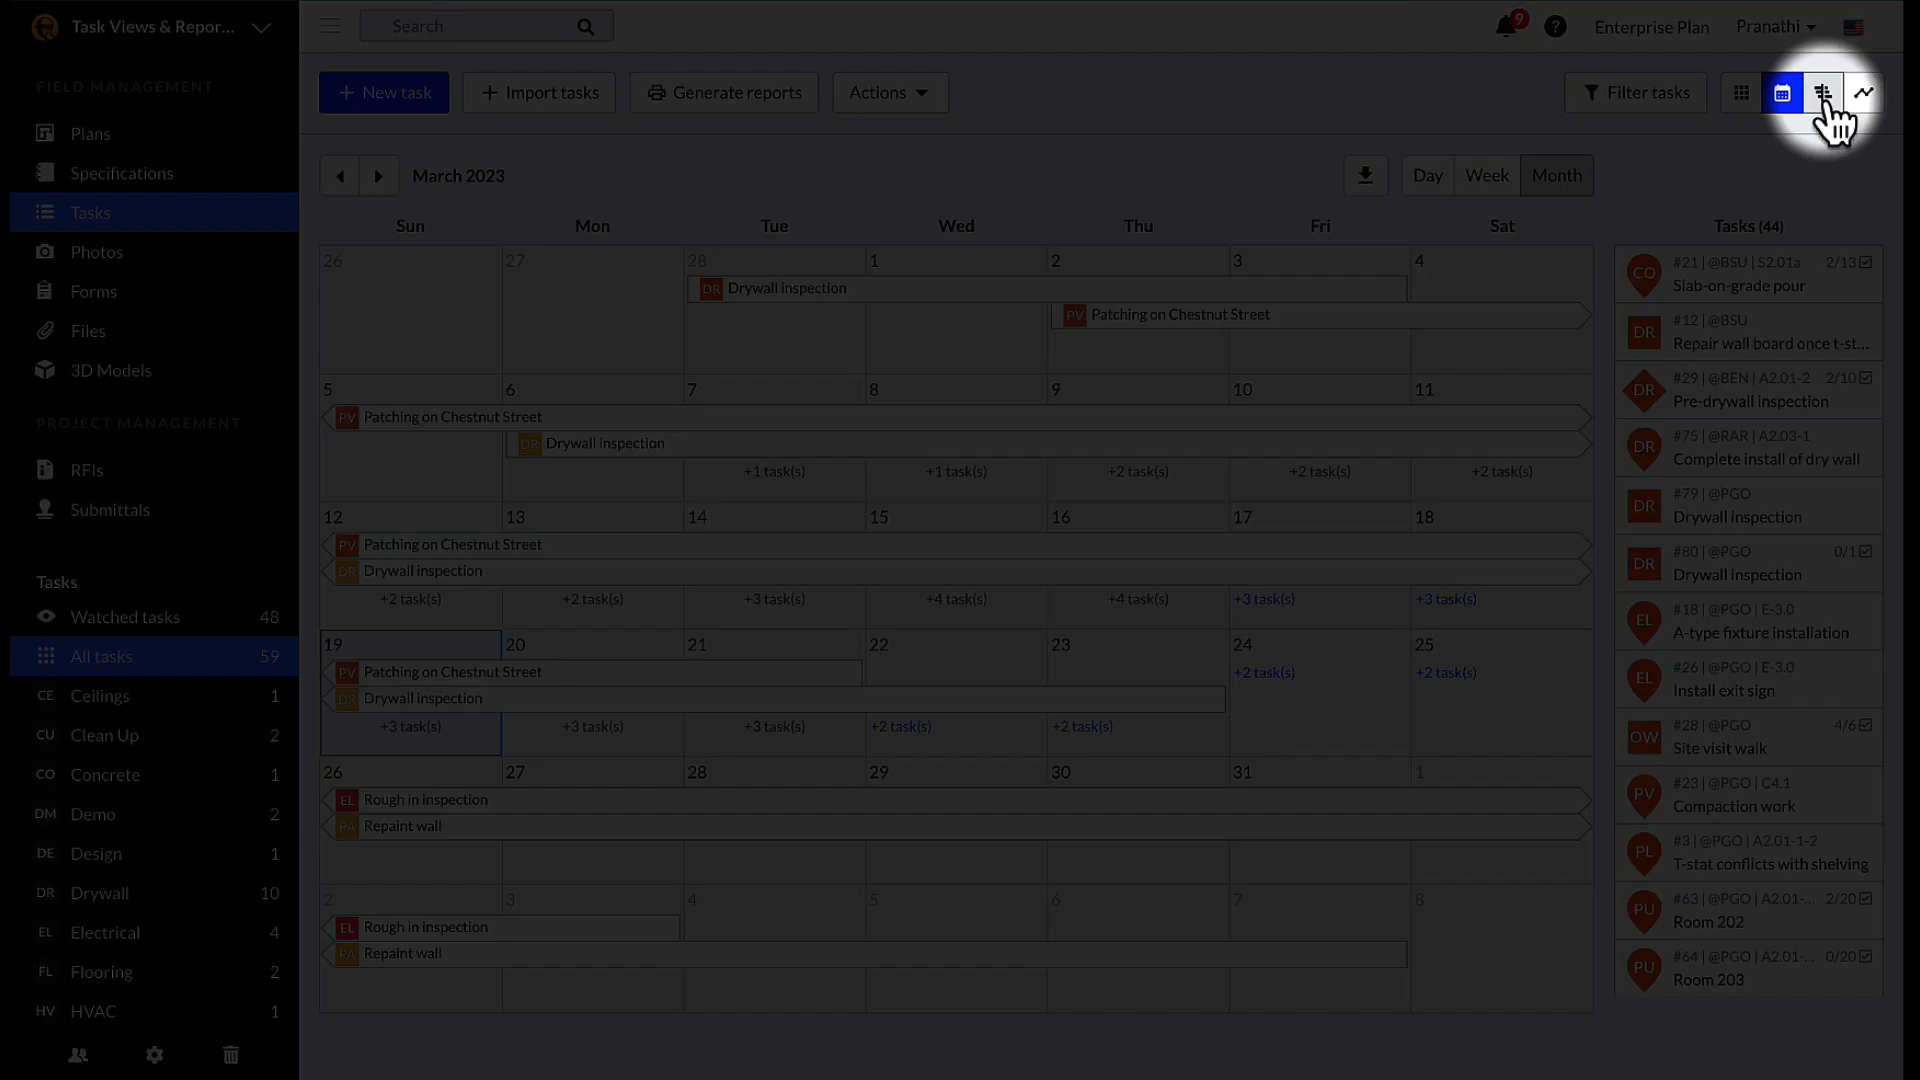 Task Views & Repor...
Search
9
?
Enterprise Plan
Pranathi
FIELD MANAGEMENT
Plans
Specifications
Tasks
Photos
Forms
Files
3D Models
PROJECT MANAGEMENT
RFIs
Submittals
Tasks
Watched tasks 48
All tasks 59
CE Ceilings 1
CU Clean Up 2
CO Concrete 1
DM Demo 2
DE Design 1
DR Drywall 10
EL Electrical 4
FL Flooring 2
HV HVAC 1
+ New task
+ Import tasks
Generate reports
Actions
Filter tasks
March 2023
Day Week Month
Sun Mon Tue Wed Thu Fri Sat
26 27 28 1 2 3 4
DR Drywall inspection
PV Patching on Chestnut Street
5 6 7 8 9 10 11
PV Patching on Chestnut Street
DR Drywall inspection
+1 task(s) +1 task(s) +2 task(s) +2 task(s) +2 task(s)
12 13 14 15 16 17 18
PV Patching on Chestnut Street
DR Drywall inspection
+2 task(s) +2 task(s) +3 task(s) +4 task(s) +4 task(s) +3 task(s) +3 task(s)
19 20 21 22 23 24 25
PV Patching on Chestnut Street
+2 task(s) +2 task(s)
DR Drywall inspection
+3 task(s) +3 task(s) +3 task(s) +2 task(s) +2 task(s)
26 27 28 29 30 31 1
EL Rough in inspection
PA Repaint wall
2 3 4 5 6 7 8
EL Rough in inspection
PA Repaint wall
Tasks (44)
CO #21 | @BSU | S2.01a 2/13
Slab-on-grade pour
DR #12 | @BSU
Repair wall board once t-st...
DR #29 | @BEN | A2.01-2 2/10
Pre-drywall inspection
DR #75 | @RAR | A2.03-1
Complete install of dry wall
DR #79 | @PGO
Drywall inspection
DR #80 | @PGO 0/1
Drywall inspection
EL #18 | @PGO | E-3.0
A-type fixture installation
EL #26 | @PGO | E-3.0
Install exit sign
OW #28 | @PGO 4/6
Site visit walk
PV #23 | @PGO | C4.1
Compaction work
PL #3 | @PGO | A2.01-1-2
T-stat conflicts with shelving
PU #63 | @PGO | A2.01-... 2/20
Room 202
PU #64 | @PGO | A2.01-... 0/20
Room 203